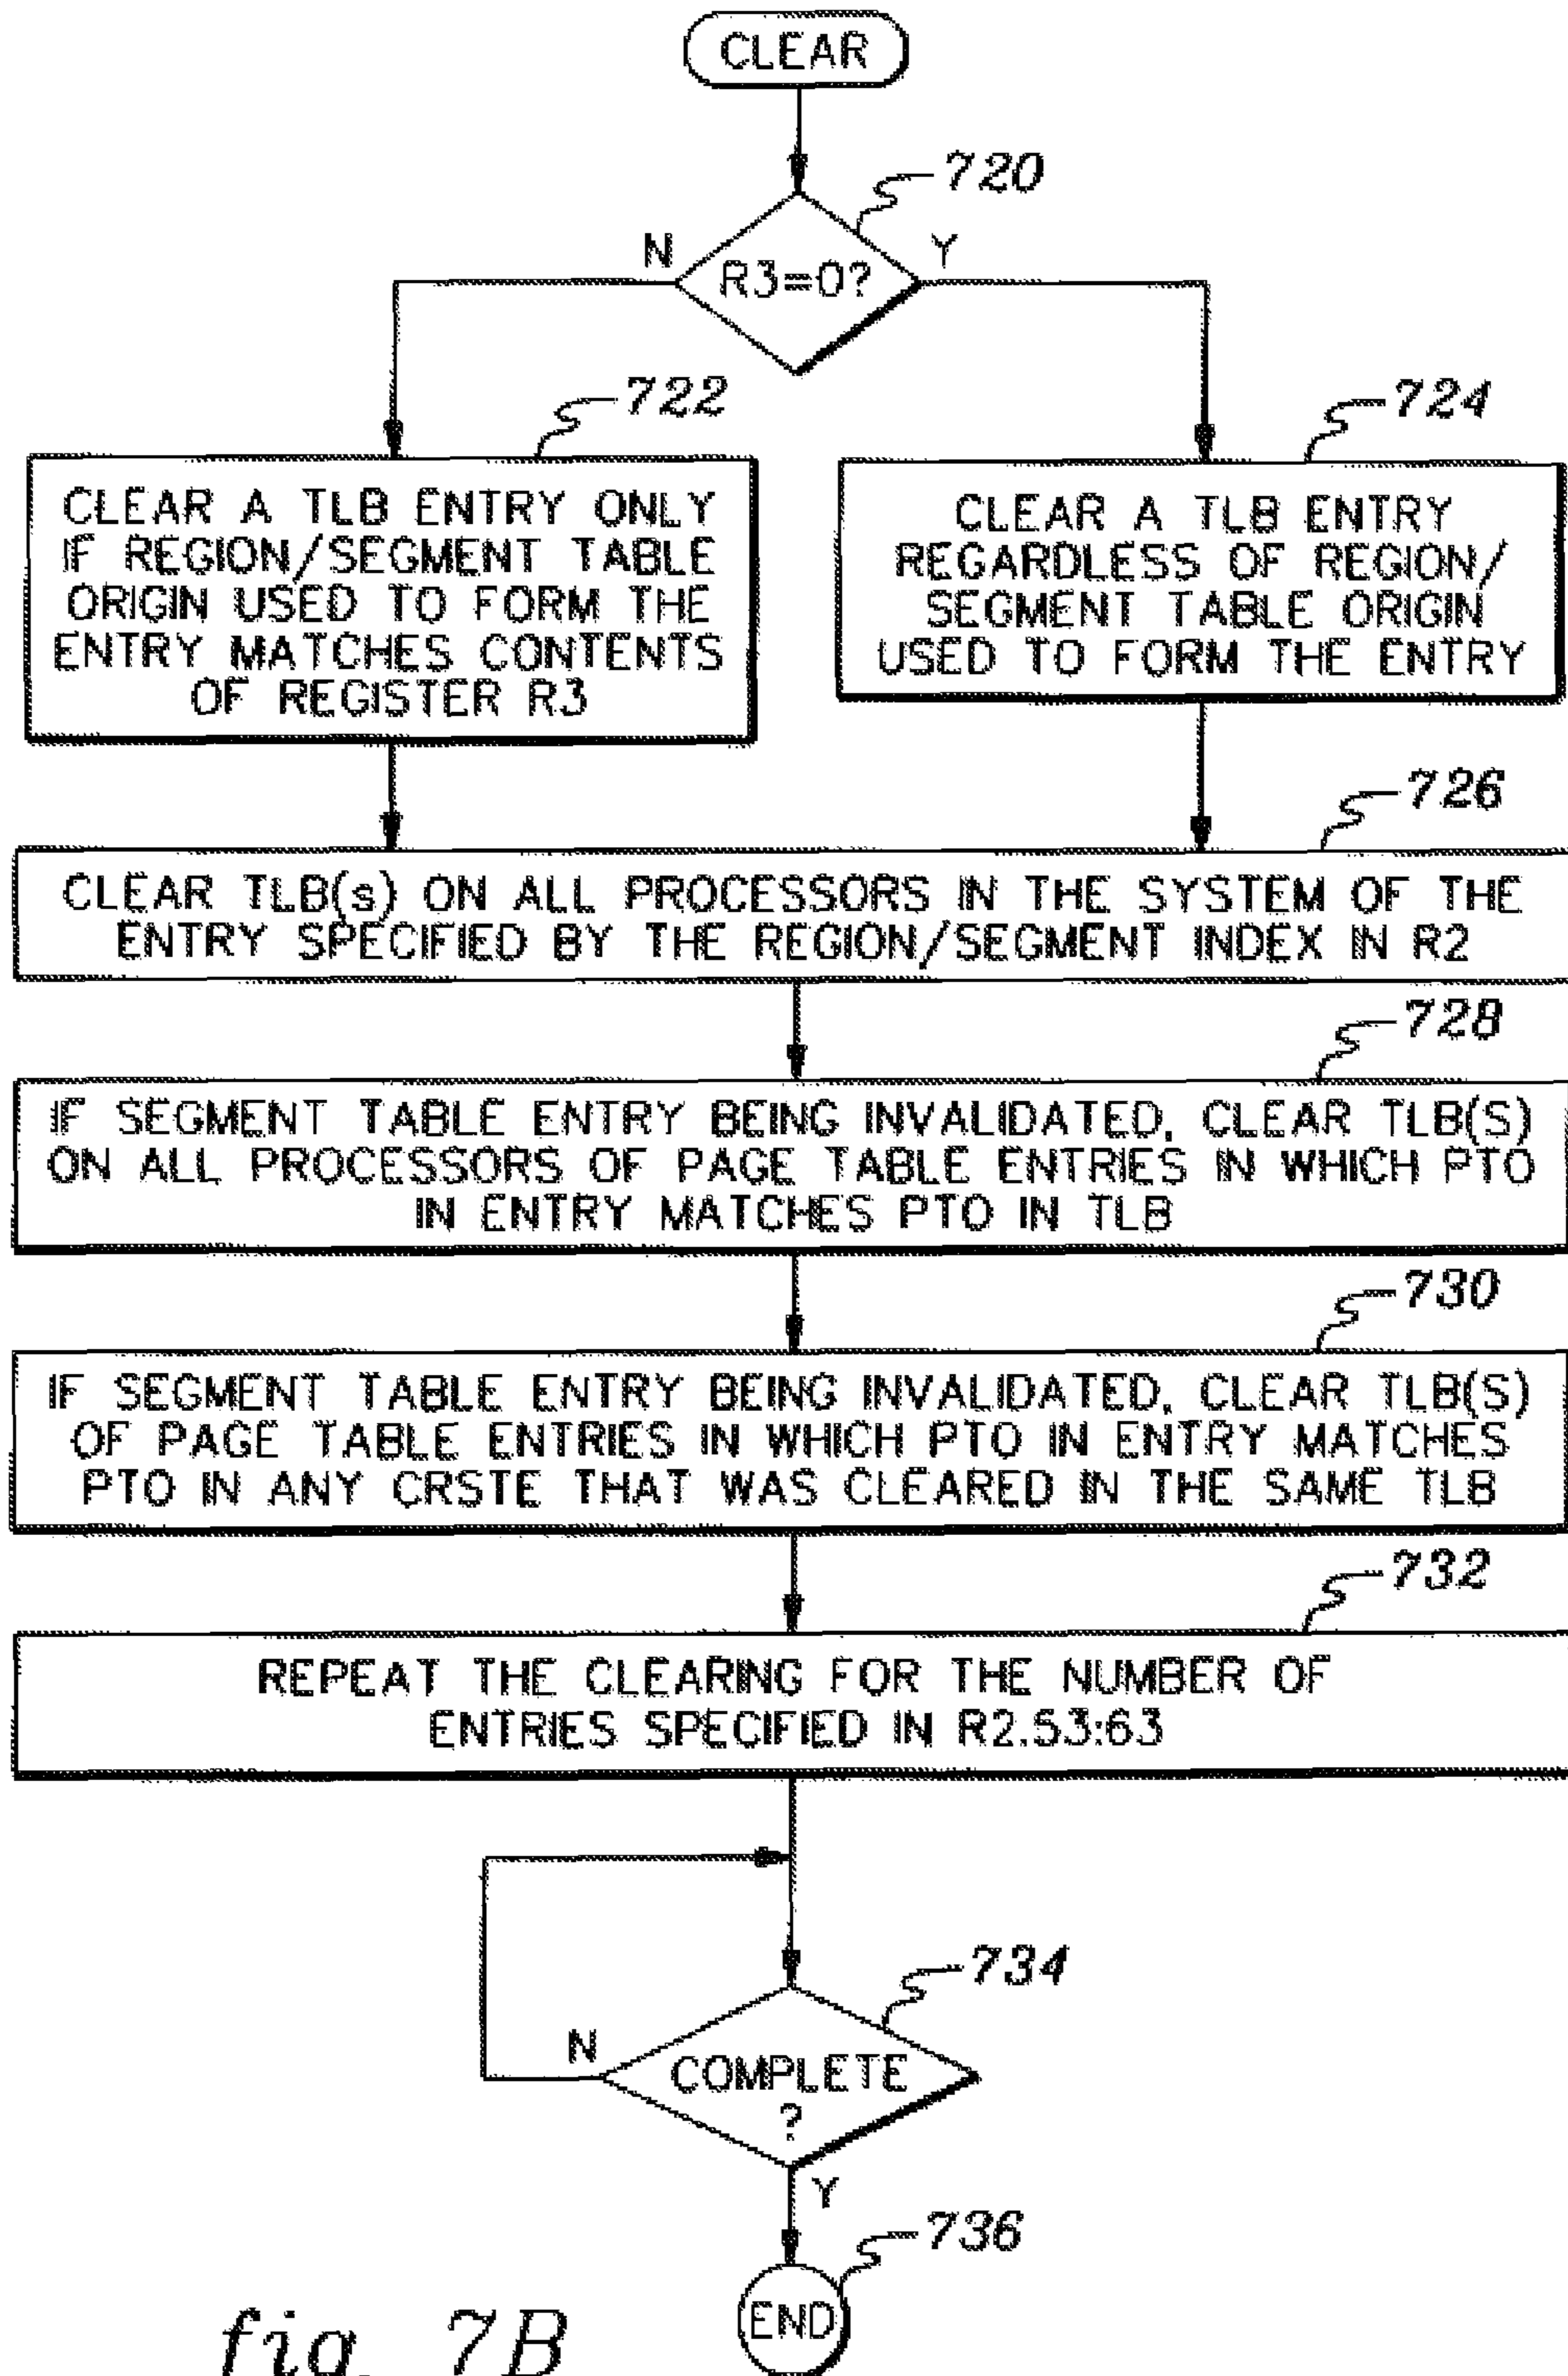 CLEAR
720
N
Y
R3=0?
722
724
CLEAR A TLB ENTRY ONLY
IF REGION/SEGMENT TABLE
ORIGIN USED TO FORM THE
ENTRY MATCHES CONTENTS
OF REGISTER R3
CLEAR A TLB ENTRY
REGARDLESS OF REGION/
SEGMENT TABLE ORIGIN
USED TO FORM THE ENTRY
726
CLEAR TLB(s) ON ALL PROCESSORS IN THE SYSTEM OF THE
ENTRY SPECIFIED BY THE REGION/SEGMENT INDEX IN R2
728
IF SEGMENT TABLE ENTRY BEING INVALIDATED, CLEAR TLB(S)
ON ALL PROCESSORS OF PAGE TABLE ENTRIES IN WHICH PTO
IN ENTRY MATCHES PTO IN TLB
730
IF SEGMENT TABLE ENTRY BEING INVALIDATED, CLEAR TLB(S)
OF PAGE TABLE ENTRIES IN WHICH PTO IN ENTRY MATCHES
PTO IN ANY CRSTE THAT WAS CLEARED IN THE SAME TLB
732
REPEAT THE CLEARING FOR THE NUMBER OF
ENTRIES SPECIFIED IN R2.53:63
734
N
COMPLETE
?
Y
736
END
fig. 7B